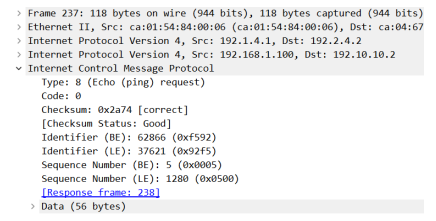 > Frame 237: 118 bytes on wire (944 bits), 118 bytes captured (944 bits)
> Ethernet II, Src: ca:01:54:84:00:06 (ca:01:54:84:00:06), Dst: ca:04:67
> Internet Protocol Version 4, Src: 192.1.4.1, Dst: 192.2.4.2
> Internet Protocol Version 4, Src: 192.168.1.100, Dst: 192.10.10.2
∨ Internet Control Message Protocol
Type: 8 (Echo (ping) request)
Code: 0
Checksum: 0x2a74 [correct]
[Checksum Status: Good]
Identifier (BE): 62866 (0xf592)
Identifier (LE): 37621 (0x92f5)
Sequence Number (BE): 5 (0x0005)
Sequence Number (LE): 1280 (0x0500)
[Response frame: 238]
> Data (56 bytes)